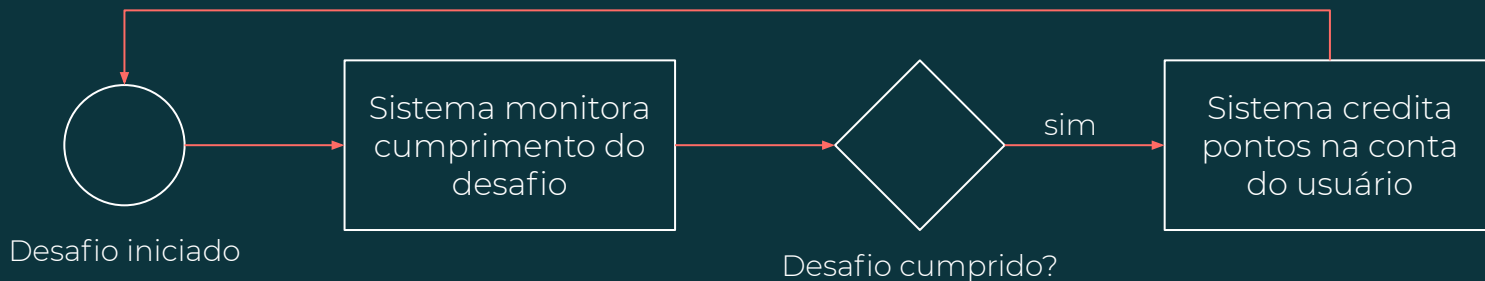 Desafio iniciado
Sistema monitora
cumprimento do
desafio
Desafio cumprido?
sim
Sistema credita
pontos na conta
do usuário